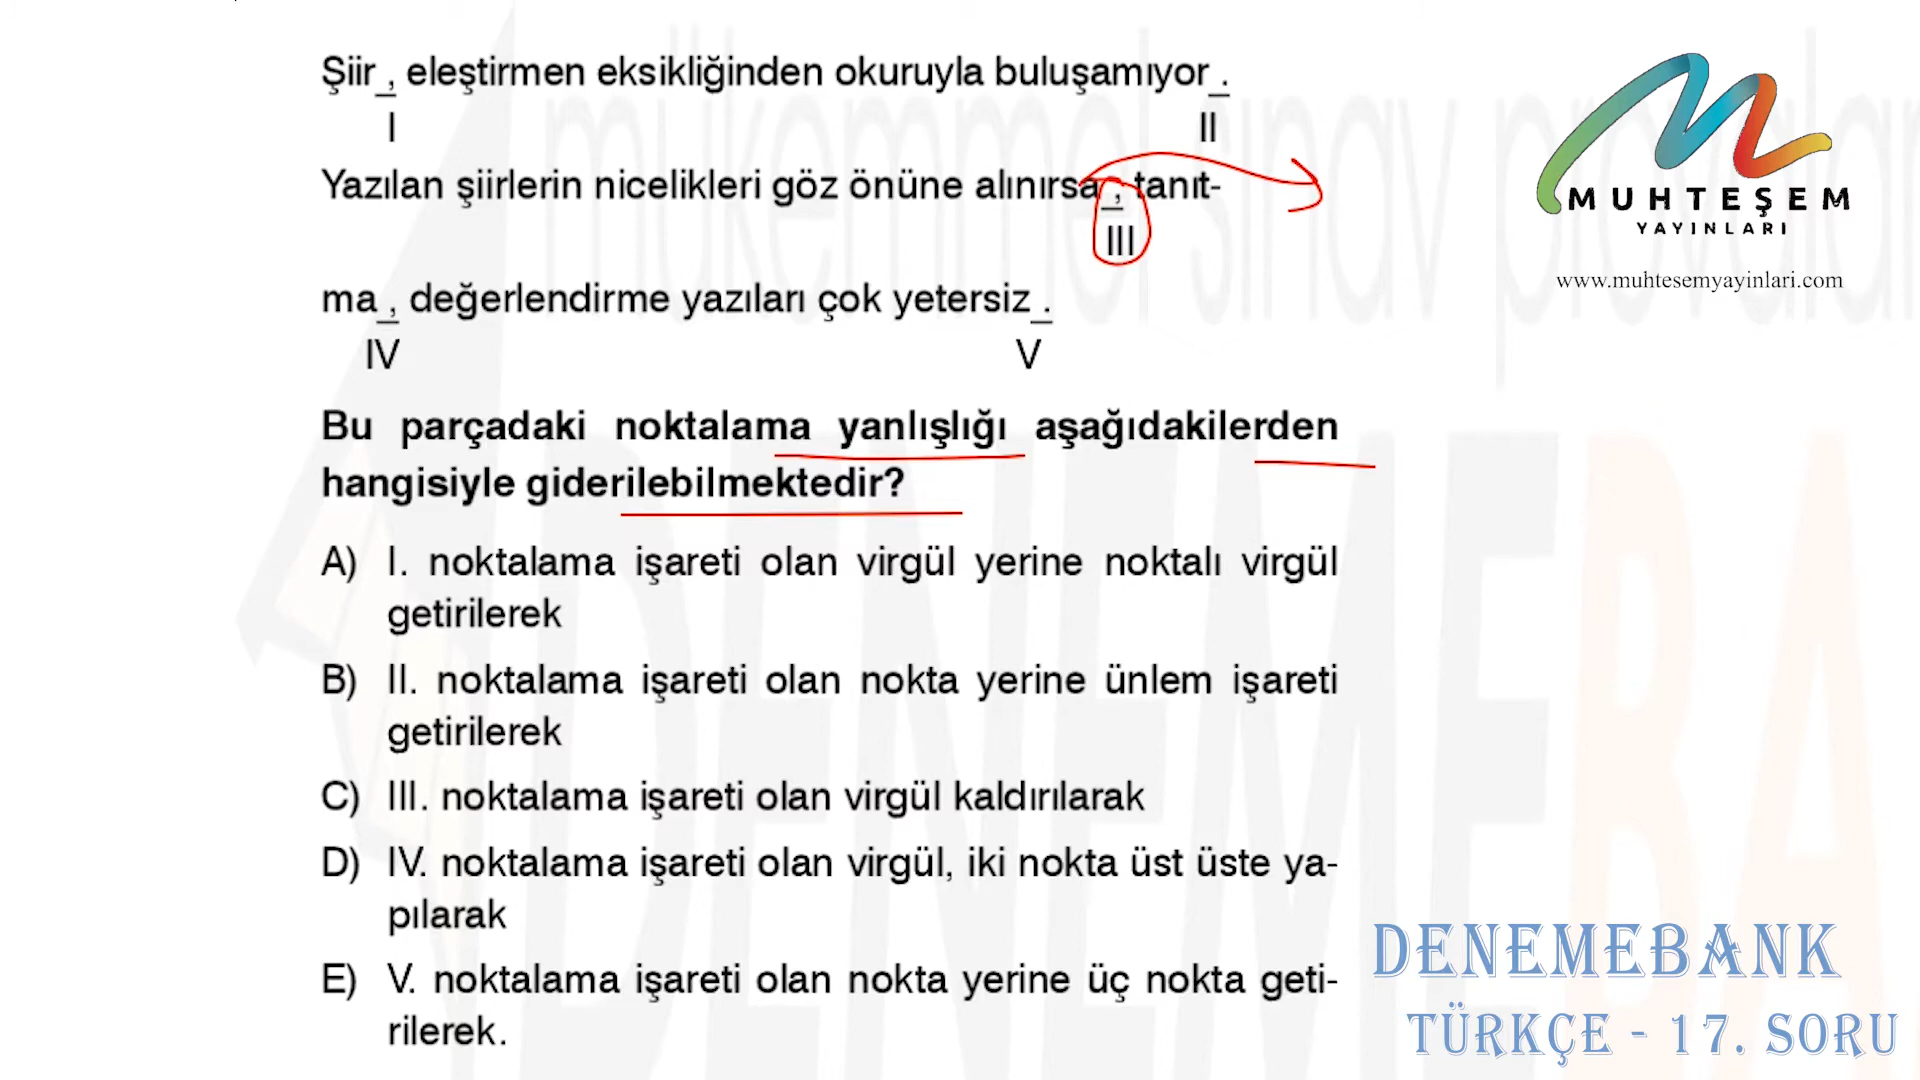 Şiir , eleştirmen eksikliğinden okuruyla buluşamıyor .
I II
Yazılan şiirlerin nicelikleri göz önüne alınırsa , tanıt-
III
ma , değerlendirme yazıları çok yetersiz .
IV V
Bu parçadaki noktalama yanlışlığı aşağıdakilerden
hangisiyle giderilebilmektedir?
A) I. noktalama işareti olan virgül yerine noktalı virgül
getirilerek
B) II. noktalama işareti olan nokta yerine ünlem işareti
getirilerek
C) III. noktalama işareti olan virgül kaldırılarak
D) IV. noktalama işareti olan virgül, iki nokta üst üste ya-
pılarak
E) V. noktalama işareti olan nokta yerine üç nokta geti-
rilerek.
MUHTEŞEM
YAYINLARI
www.muhtesemyayinlari.com
DENEMEBANK
TÜRKÇE - 17. SORU
mükemmel sınav provaları
DENEMEBA